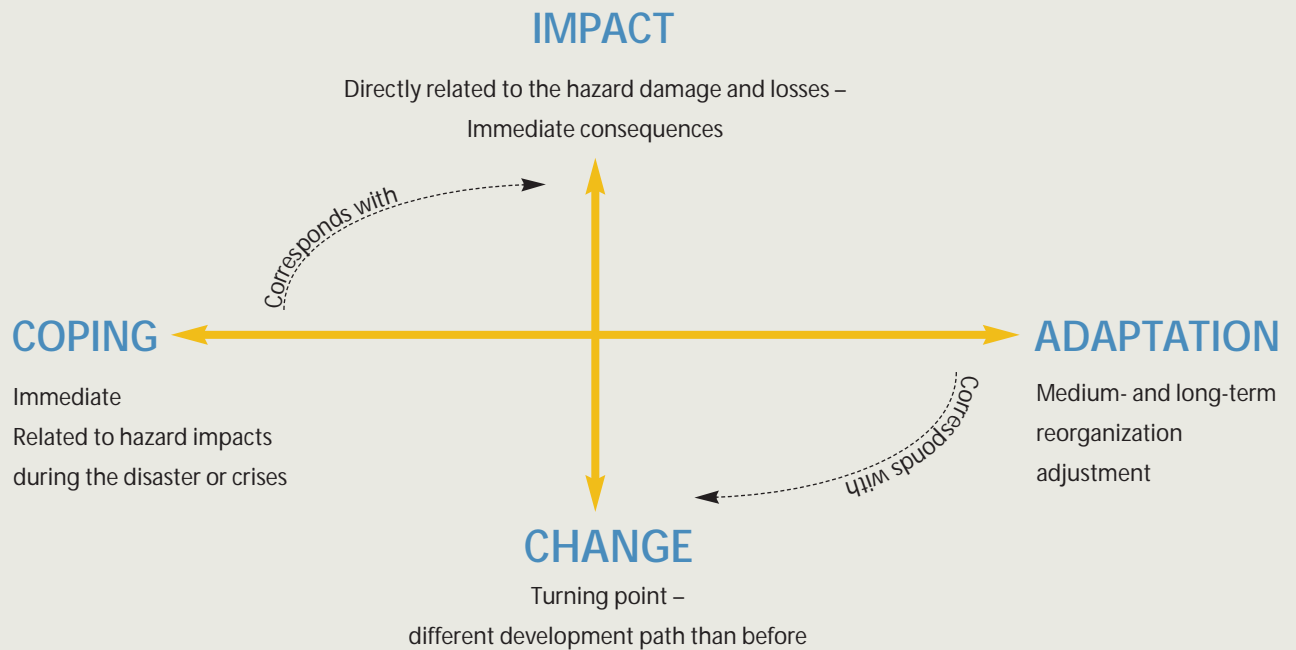 IMPACT
Directly related to the hazard damage and losses –
Immediate consequences
Corresponds with
COPING
Immediate
Related to hazard impacts
during the disaster or crises
ADAPTATION
Medium- and long-term
reorganization
adjustment
Corresponds with
CHANGE
Turning point –
different development path than before